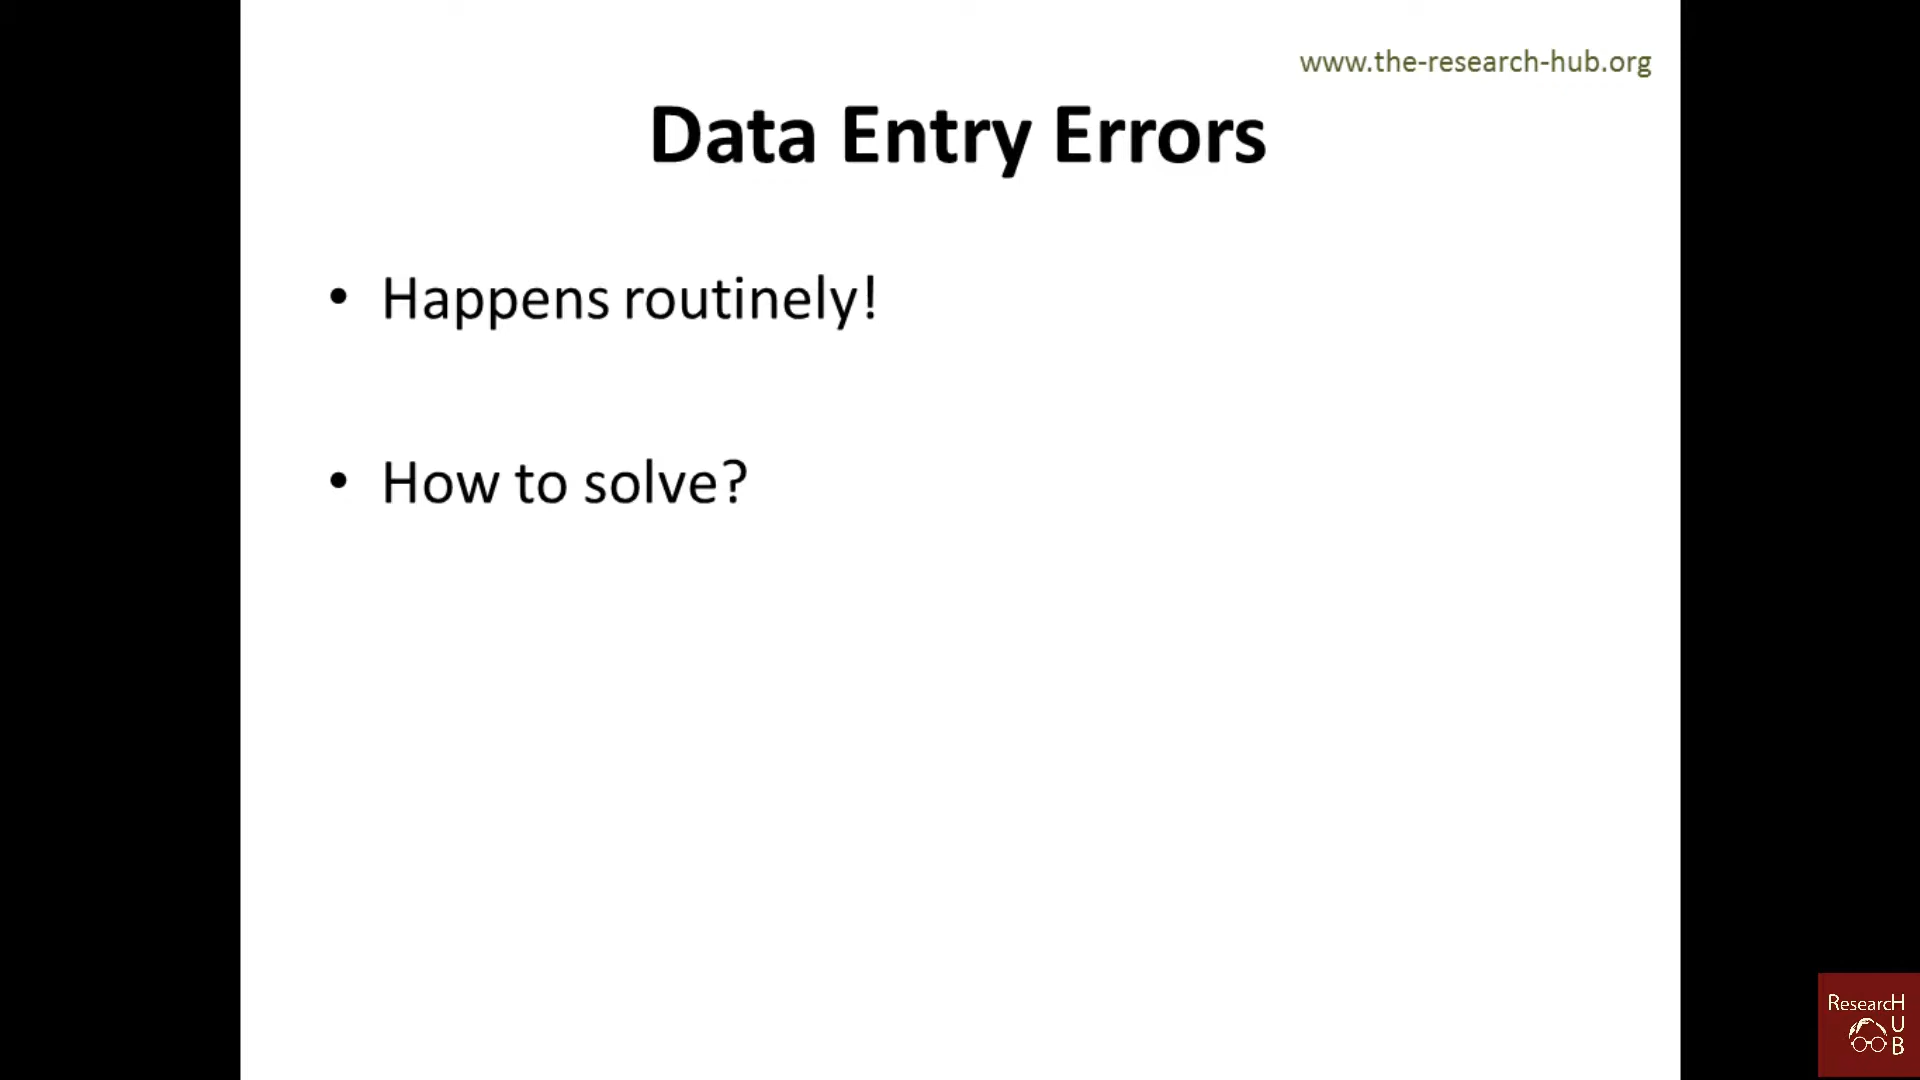 www.the-research-hub.org
Data Entry Errors
• Happens routinely!
• How to solve?
ResearcH
U
B